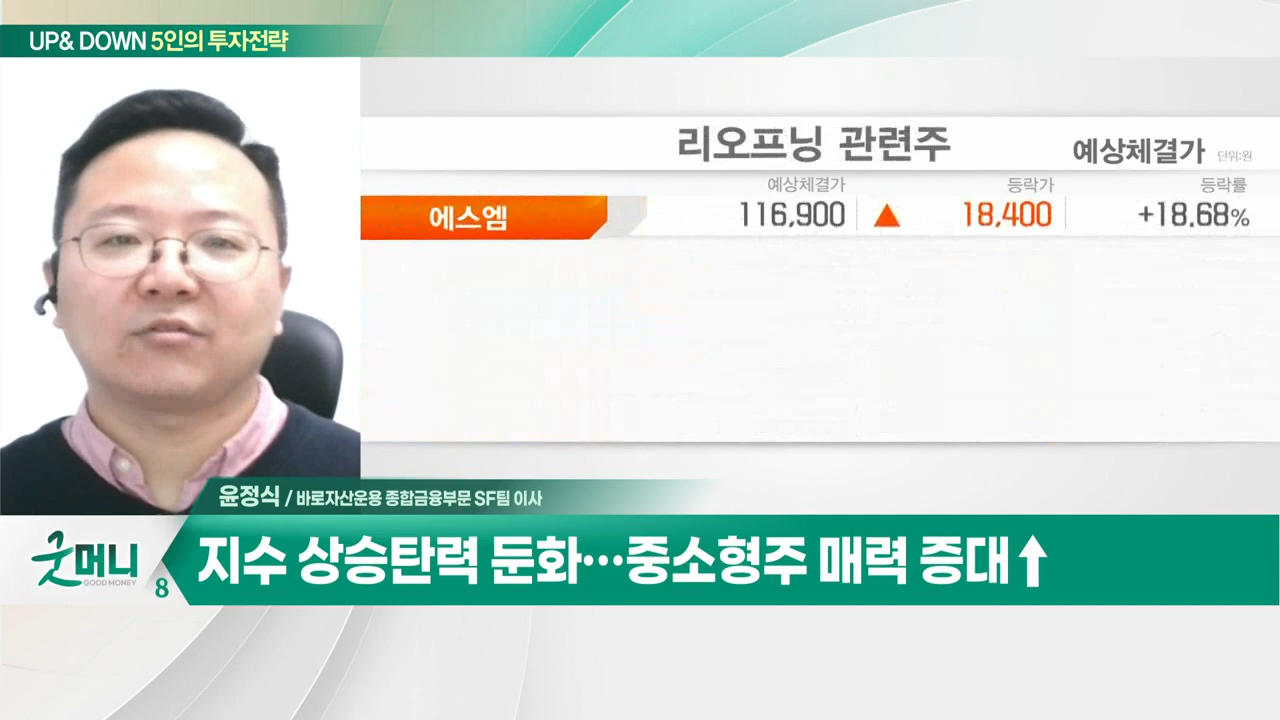 UP& DOWN 5인의 투자전략
리오프닝 관련주
예상체결가 단위:원
예상체결가 등락가 등락률
에스엠 116,900 ▲ 18,400 +18.68%
윤정식 / 바로자산운용 종합금융부문 SF팀 이사
굿머니
GOOD MONEY
8
지수 상승탄력 둔화…중소형주 매력 증대↑